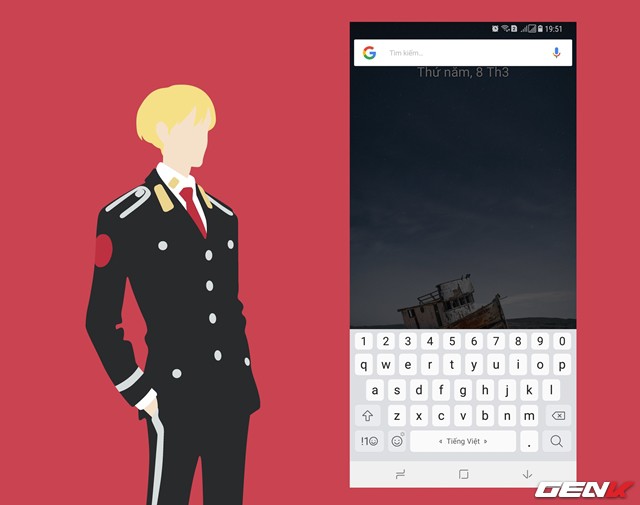 19:51
G Tìm kiếm...
Thứ năm, 8 Th3
1 2 3 4 5 6 7 8 9 0
q w e r t y u i o p
a s d f g h j k l
z x c v b n m
!1☺ Tiếng Việt .
GENK